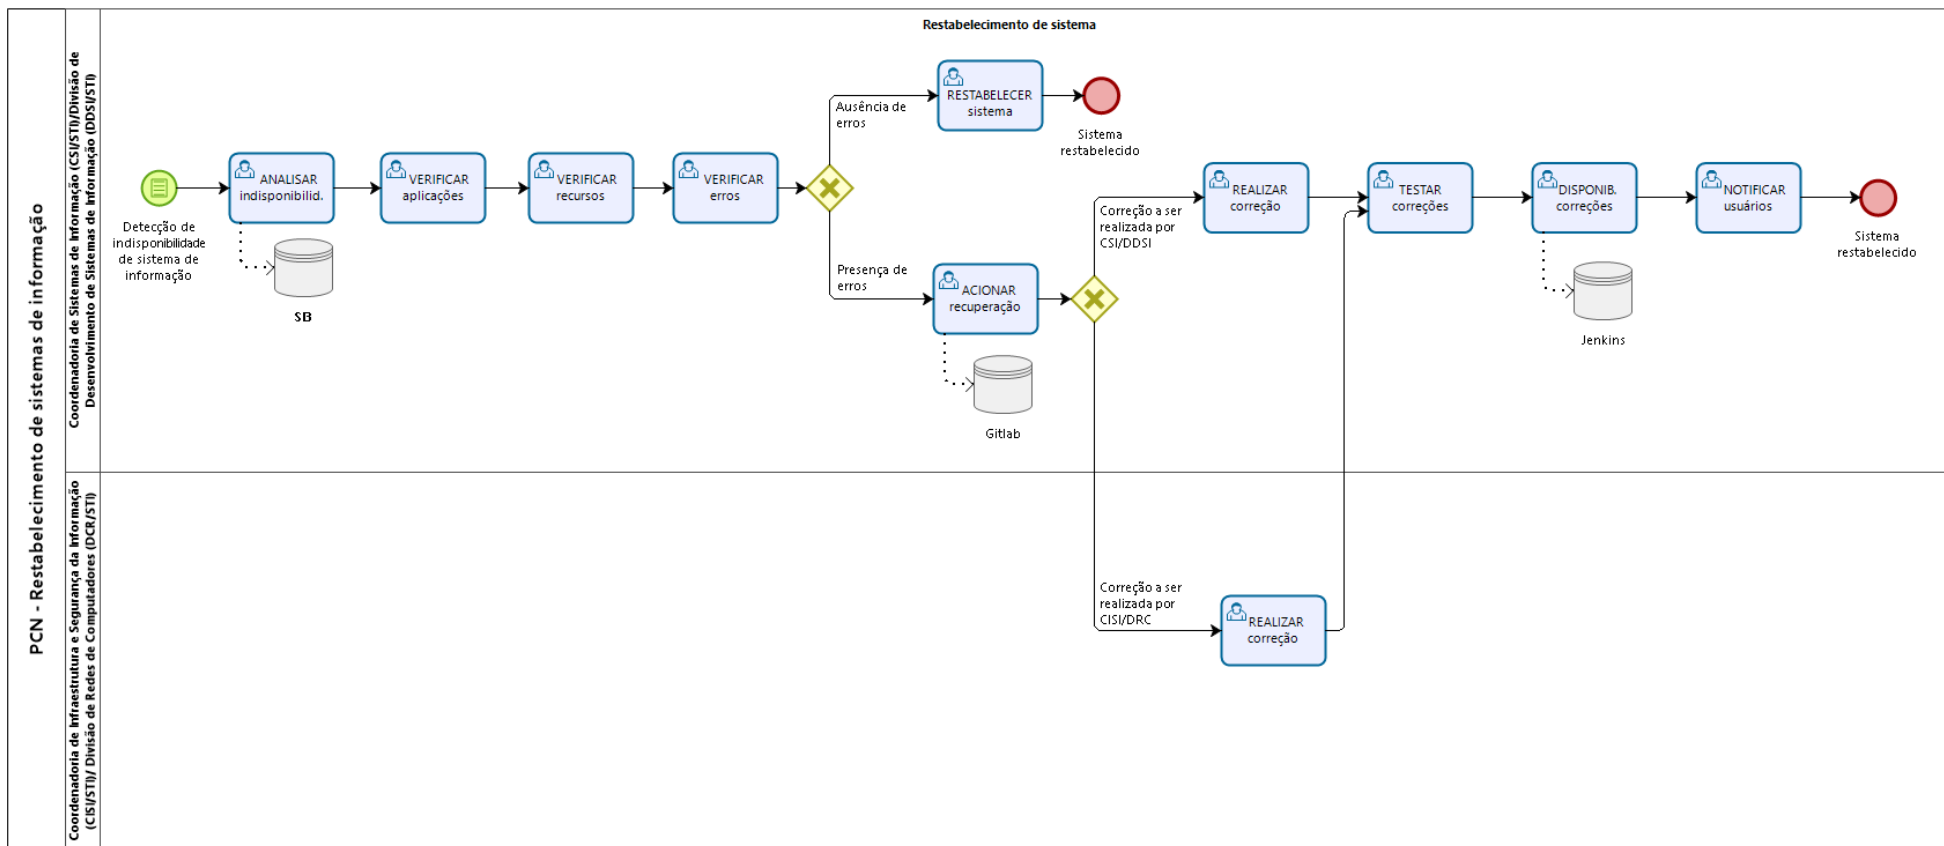 PCN - Restabelecimento de sistemas de informação
Coordenadoria de Sistemas de Informação (CSI/STI)/Divisão de
Desenvolvimento de Sistemas de Informação (DDSI/STI)
Restabelecimento de sistema
Detecção de
indisponibilidade
de sistema de
informação
ANALISAR
indisponibilid.
SB
VERIFICAR
aplicações
VERIFICAR
recursos
VERIFICAR
erros
Ausência de
erros
RESTABELECER
sistema
Sistema
restabelecido
Presença de
erros
ACIONAR
recuperação
Gitlab
Correção a ser
realizada por
CSI/DDSI
REALIZAR
correção
TESTAR
correções
DISPONIB.
correções
Jenkins
NOTIFICAR
usuários
Sistema
restabelecido
Coordenadoria de Infraestrutura e Segurança da Informação
(CISI/STI)/ Divisão de Redes de Computadores (DCR/STI)
Correção a ser
realizada por
CISI/DRC
REALIZAR
correção